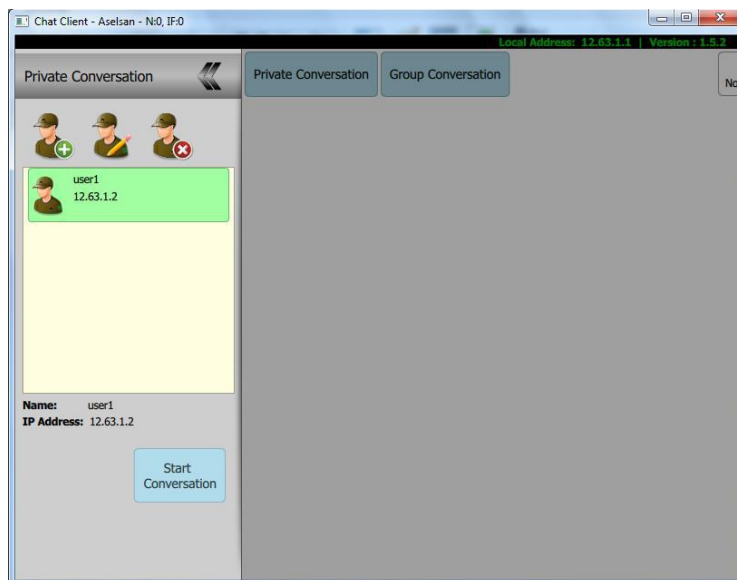 Chat Client - Aselsan - N:0, IF:0
Local Address: 12.63.1.1 | Version : 1.5.2
Private Conversation
Private Conversation
Group Conversation
No
user1
12.63.1.2
Name: user1
IP Address: 12.63.1.2
Start
Conversation